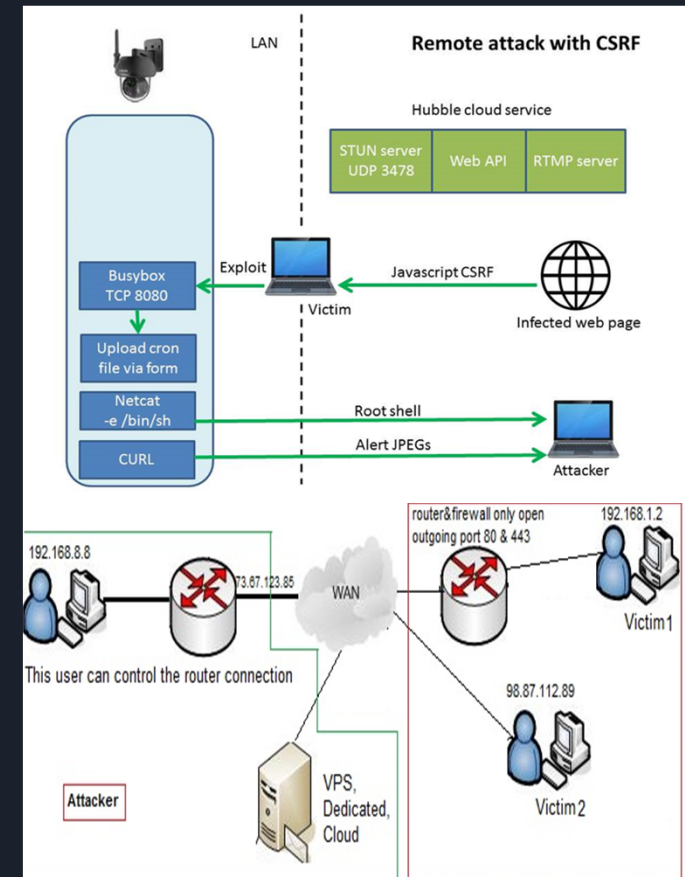 LAN
Remote attack with CSRF
Hubble cloud service
STUN server
UDP 3478
Web API
RTMP server
Busybox
TCP 8080
Exploit
Javascript CSRF
Victim
Infected web page
Upload cron
file via form
Netcat
-e /bin/sh
Root shell
CURL
Alert JPEGs
Attacker
router&firewall only open
outgoing port 80 & 443
192.168.1.2
192.168.8.8
73.67.123.85
WAN
Victim1
This user can control the router connection
98.87.112.89
VPS,
Dedicated,
Cloud
Attacker
Victim2